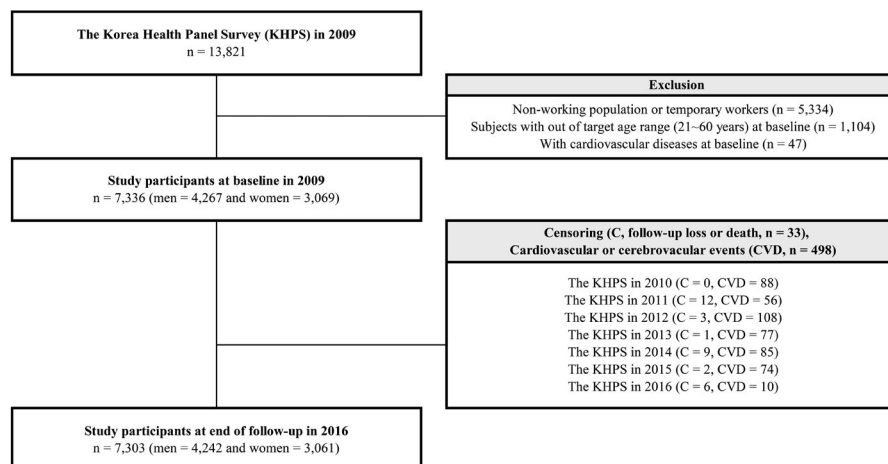 The Korea Health Panel Survey (KHPS) in 2009
n = 13,821
Exclusion
Non-working population or temporary workers (n = 5,334)
Subjects with out of target age range (21~60 years) at baseline (n = 1,104)
With cardiovascular diseases at baseline (n = 47)
Study participants at baseline in 2009
n = 7,336 (men = 4,267 and women = 3,069)
Censoring (C, follow-up loss or death, n = 33),
Cardiovascular or cerebrovacular events (CVD, n = 498)
The KHPS in 2010 (C = 0, CVD = 88)
The KHPS in 2011 (C = 12, CVD = 56)
The KHPS in 2012 (C = 3, CVD = 108)
The KHPS in 2013 (C = 1, CVD = 77)
The KHPS in 2014 (C = 9, CVD = 85)
The KHPS in 2015 (C = 2, CVD = 74)
The KHPS in 2016 (C = 6, CVD = 10)
Study participants at end of follow-up in 2016
n = 7,303 (men = 4,242 and women = 3,061)